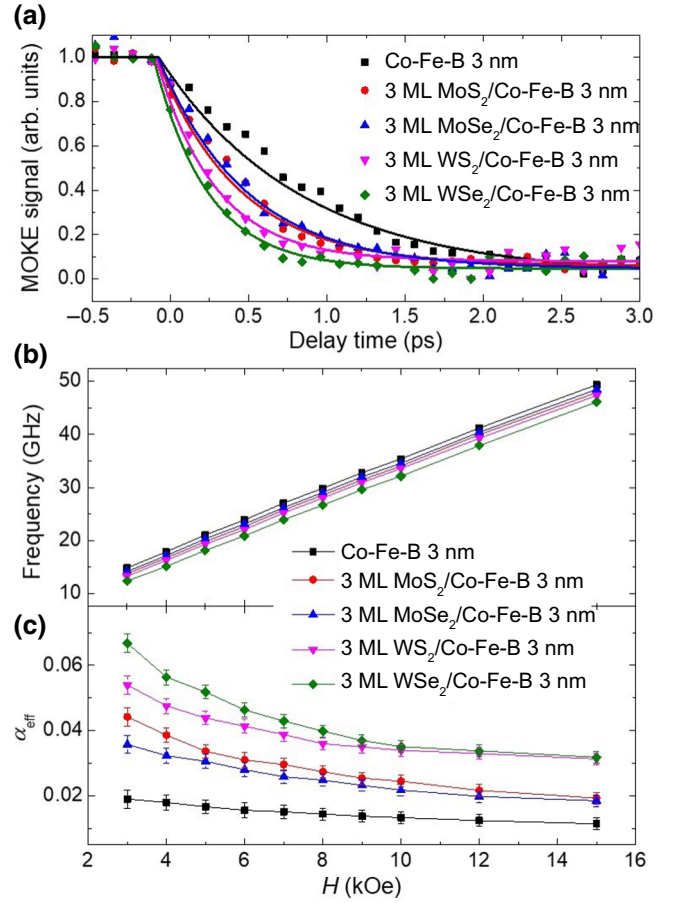 (a)
1.0
0.8
0.6
0.4
0.2
0.0
MOKE signal (arb. units)
Co-Fe-B 3 nm
3 ML MoS₂/Co-Fe-B 3 nm
3 ML MoSe₂/Co-Fe-B 3 nm
3 ML WS₂/Co-Fe-B 3 nm
3 ML WSe₂/Co-Fe-B 3 nm
−0.5 0.0 0.5 1.0 1.5 2.0 2.5 3.0
Delay time (ps)
(b)
50
40
30
20
10
Frequency (GHz)
Co-Fe-B 3 nm
3 ML MoS₂/Co-Fe-B 3 nm
3 ML MoSe₂/Co-Fe-B 3 nm
3 ML WS₂/Co-Fe-B 3 nm
3 ML WSe₂/Co-Fe-B 3 nm
(c)
0.06
0.04
0.02
α_eff
2 4 6 8 10 12 14 16
H (kOe)